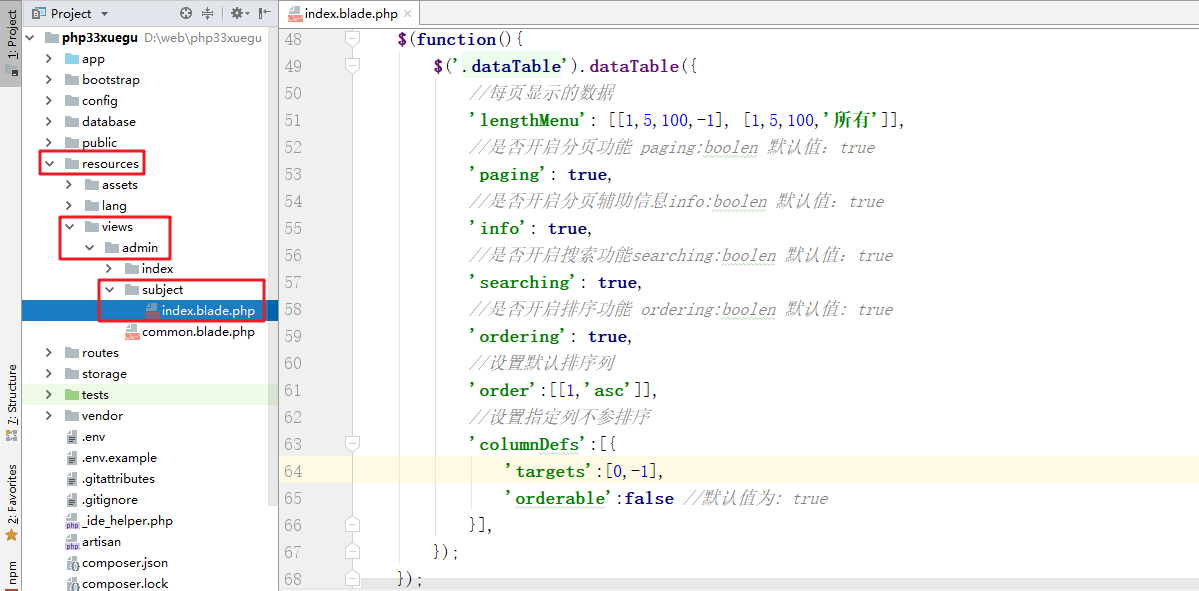 1: Project
7: Structure
2: Favorites
npm
Project
php33xuegu D:\web\php33xuegu
app
bootstrap
config
database
public
resources
assets
lang
views
admin
index
subject
index.blade.php
common.blade.php
routes
storage
tests
vendor
.env
.env.example
.gitattributes
.gitignore
_ide_helper.php
artisan
composer.json
composer.lock
index.blade.php
48 $(function(){
49 $('.dataTable').dataTable({
50 //每页显示的数据
51 'lengthMenu': [[1,5,100,-1], [1,5,100,'所有']],
52 //是否开启分页功能 paging:boolen 默认值：true
53 'paging': true,
54 //是否开启分页辅助信息info:boolen 默认值：true
55 'info': true,
56 //是否开启搜索功能searching:boolen 默认值：true
57 'searching': true,
58 //是否开启排序功能 ordering:boolen 默认值: true
59 'ordering': true,
60 //设置默认排序列
61 'order':[[1,'asc']],
62 //设置指定列不参排序
63 'columnDefs':[{
64 'targets':[0,-1],
65 'orderable':false //默认值为: true
66 }],
67 });
68 });